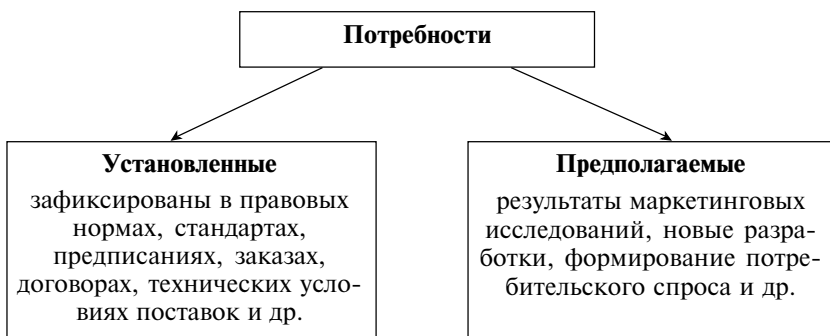 Потребности
Установленные
зафиксированы в правовых
нормах, стандартах,
предписаниях, заказах,
договорах, технических усло-
виях поставок и др.
Предполагаемые
результаты маркетинговых
исследований, новые разра-
ботки, формирование потре-
бительского спроса и др.